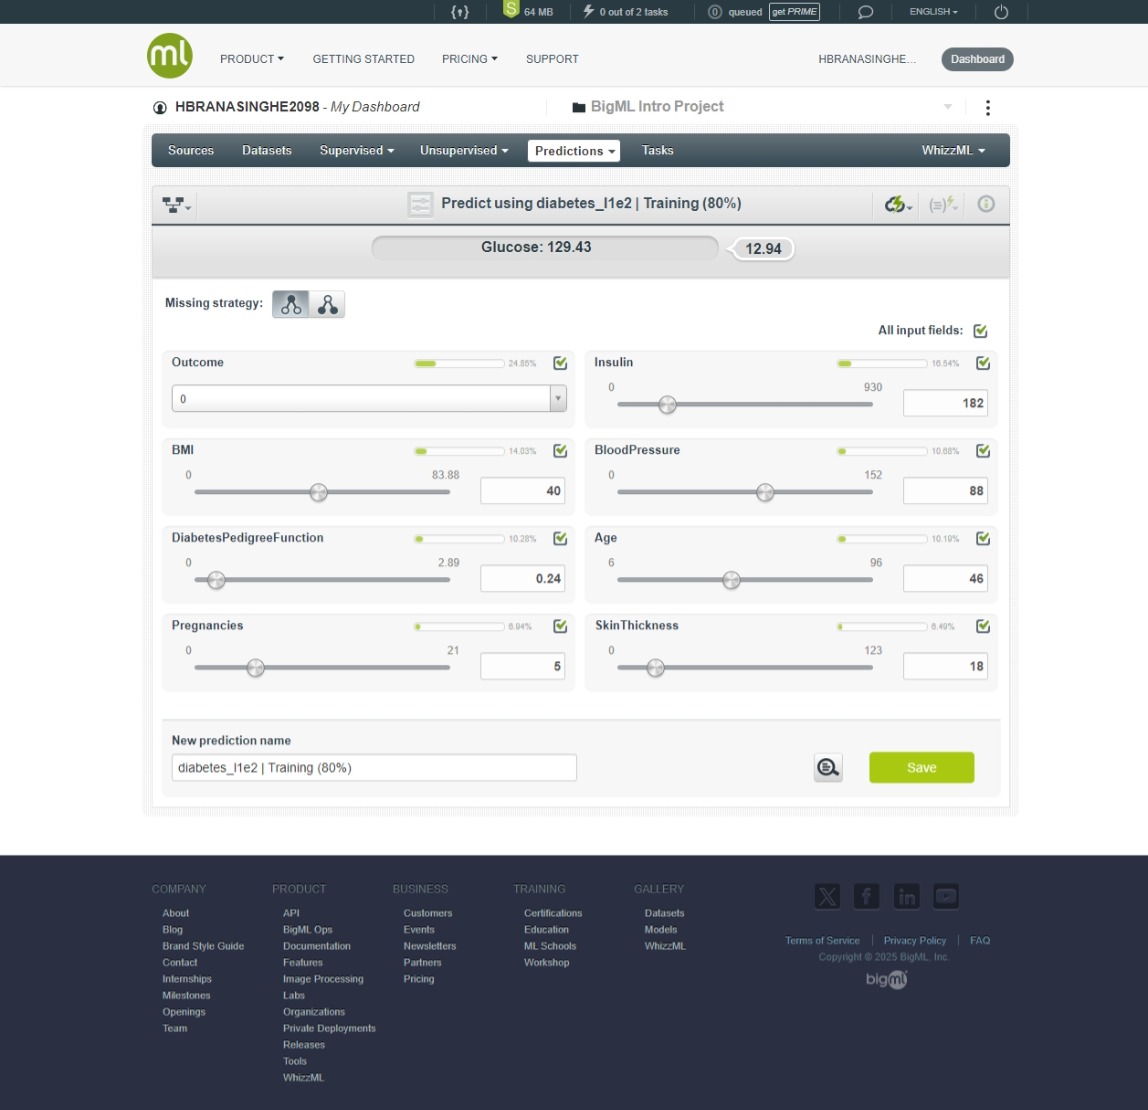 {↑} S 64 MB 0 out of 2 tasks 0 queued get PRIME ENGLISH
ml PRODUCT GETTING STARTED PRICING SUPPORT HBRANASINGHE... Dashboard
HBRANASINGHE2098 - My Dashboard BigML Intro Project
Sources Datasets Supervised Unsupervised Predictions Tasks WhizzML
Predict using diabetes_l1e2 | Training (80%)
Glucose: 129.43 12.94
Missing strategy:
All input fields:
Outcome 24.85% Insulin 16.54%
0 930
0 182
BMI 14.03% BloodPressure 10.68%
0 83.88 0 152
40 88
DiabetesPedigreeFunction 10.28% Age 10.19%
0 2.89 6 96
0.24 46
Pregnancies 6.94% SkinThickness 6.49%
0 21 0 123
5 18
New prediction name
diabetes_l1e2 | Training (80%) Save
COMPANY PRODUCT BUSINESS TRAINING GALLERY
About API Customers Certifications Datasets
Blog BigML Ops Events Education Models
Brand Style Guide Documentation Newsletters ML Schools WhizzML
Contact Features Partners Workshop
Internships Image Processing Pricing
Milestones Labs
Openings Organizations
Team Private Deployments
Releases
Tools
WhizzML
Terms of Service | Privacy Policy | FAQ
Copyright © 2025 BigML, Inc.
bigml